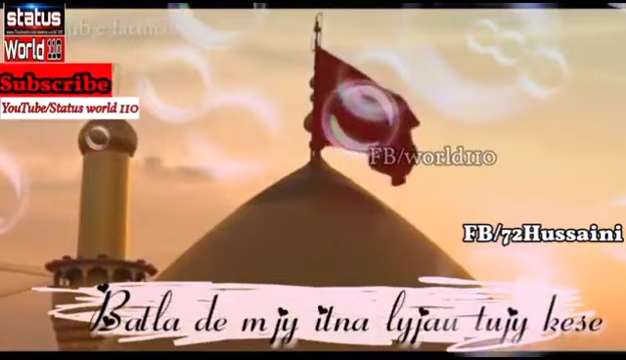 status
World 110
Subscribe
YouTube/Status world 110
FB/world110
FB/72Hussaini
Batla de mjy itna lyjau tujy kese